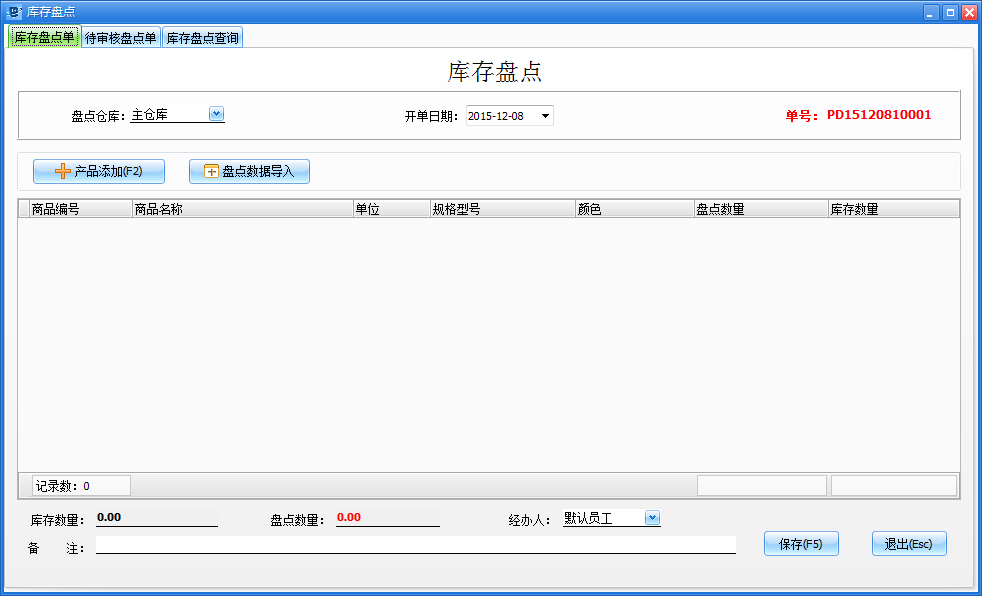 库存盘点
库存盘点单 待审核盘点单 库存盘点查询
库存盘点
盘点仓库： 主仓库 开单日期： 2015-12-08 单号： PD15120810001
产品添加(F2) 盘点数据导入
商品编号 商品名称 单位 规格型号 颜色 盘点数量 库存数量
记录数：0
库存数量： 0.00 盘点数量： 0.00 经办人： 默认员工
备 注： 保存(F5) 退出(Esc)